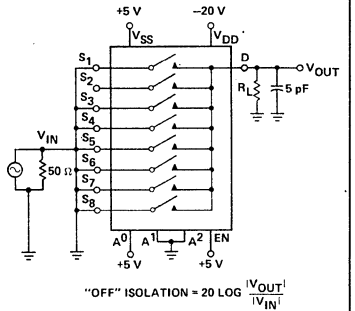 +5 V
−20 V
VSS
VDD
S1
S2
S3
S4
S5
S6
S7
S8
D
VOUT
RL
5 pF
VIN
50 Ω
A0
A1
A2
EN
+5 V
+5 V
"OFF" ISOLATION = 20 LOG |VOUT| / |VIN|